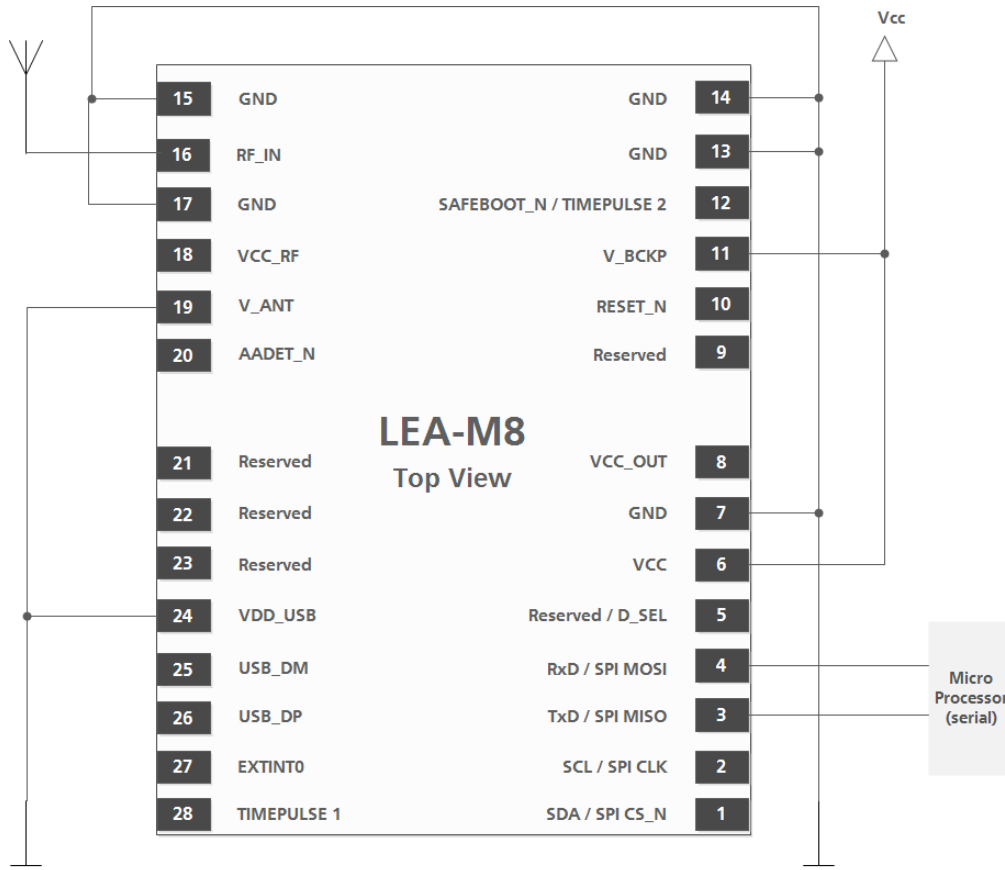 Vcc
15 GND GND 14
16 RF_IN GND 13
17 GND SAFEBOOT_N / TIMEPULSE 2 12
18 VCC_RF V_BCKP 11
19 V_ANT RESET_N 10
20 AADET_N Reserved 9
LEA-M8
Top View
21 Reserved VCC_OUT 8
22 Reserved GND 7
23 Reserved VCC 6
24 VDD_USB Reserved / D_SEL 5
25 USB_DM RxD / SPI MOSI 4
26 USB_DP TxD / SPI MISO 3
27 EXTINT0 SCL / SPI CLK 2
28 TIMEPULSE 1 SDA / SPI CS_N 1
Micro
Processor
(serial)